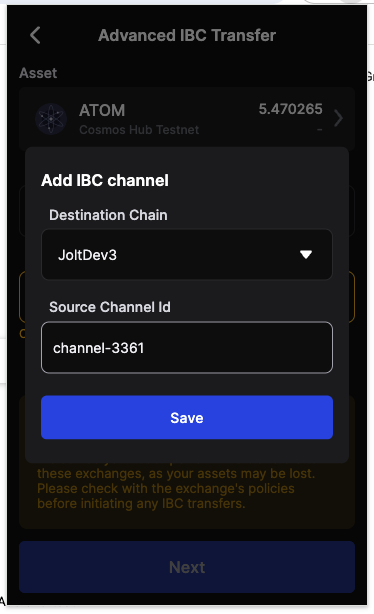 Advanced IBC Transfer
Asset
ATOM
5.470265
Cosmos Hub Testnet
-
Add IBC channel
Destination Chain
JoltDev3
Source Channel Id
channel-3361
Save
these exchanges, as your assets may be lost.
Please check with the exchange's policies
before initiating any IBC transfers.
Next